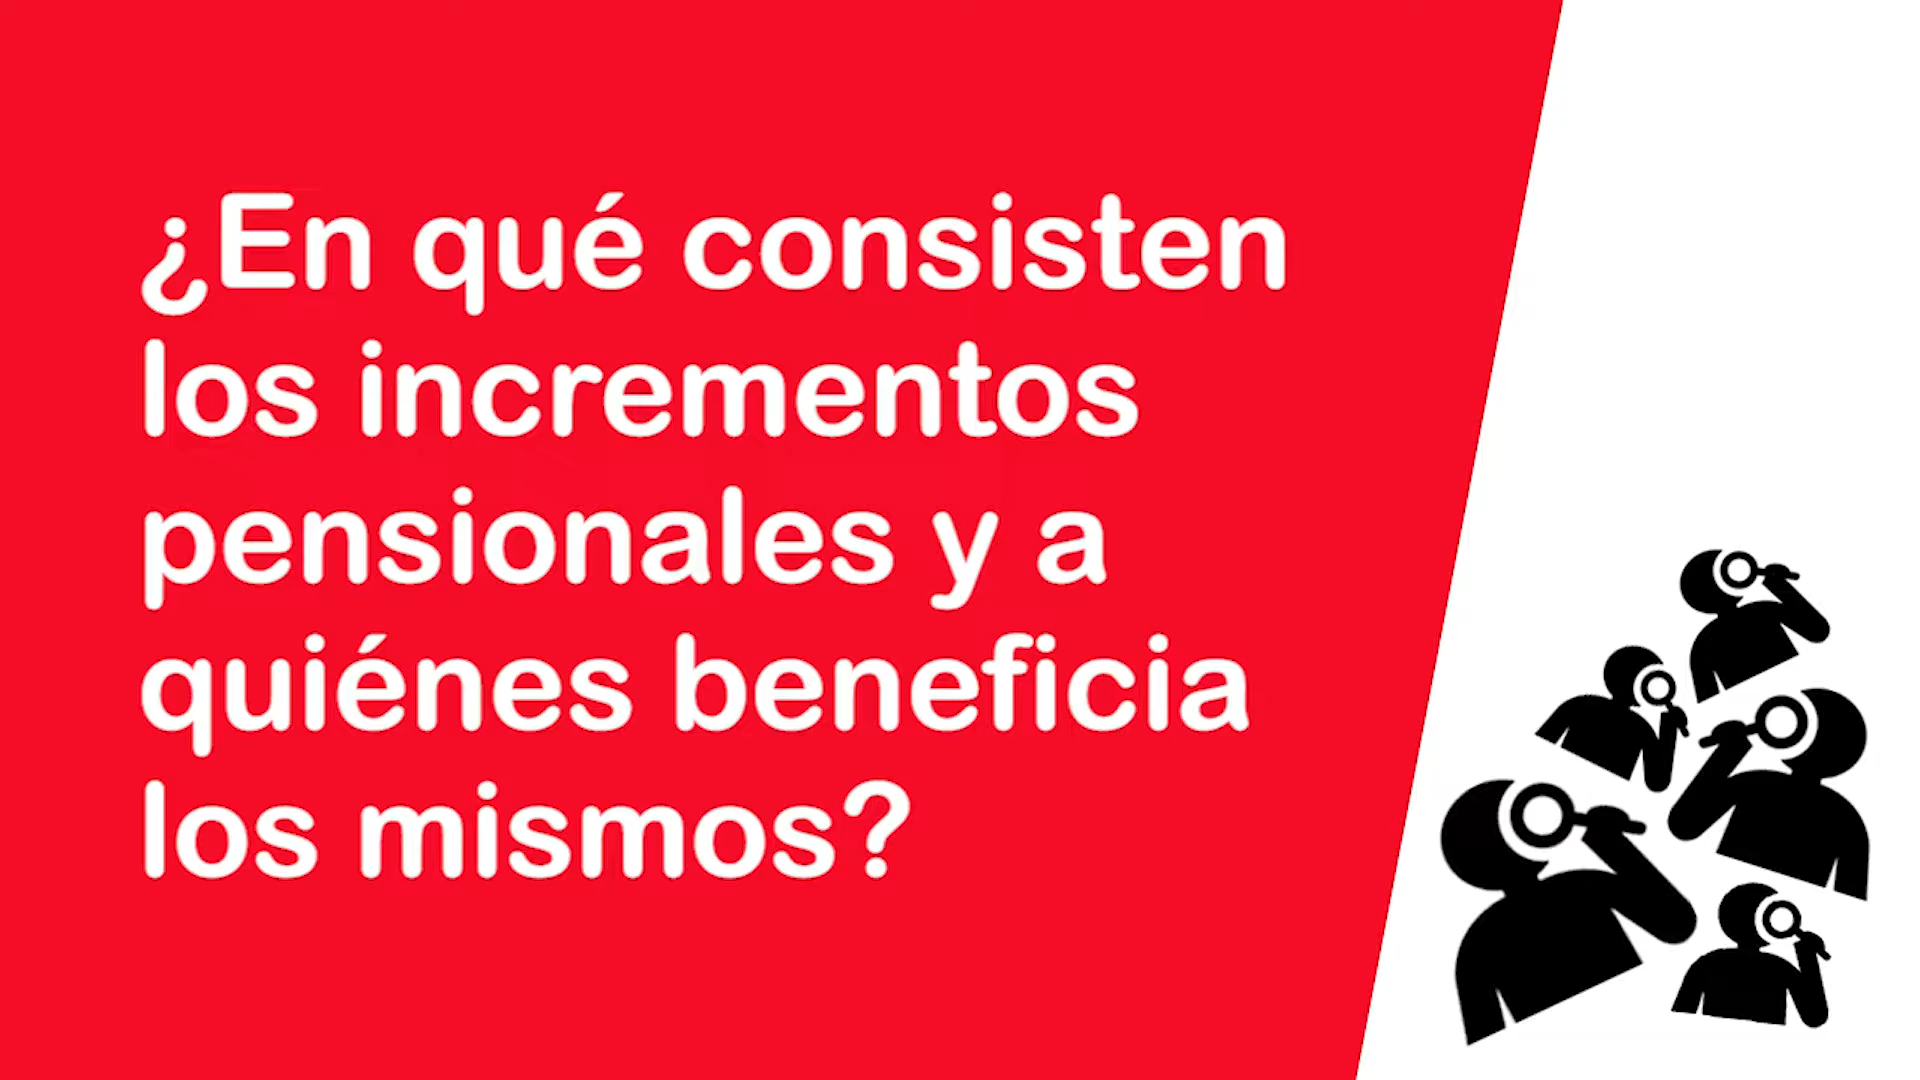 ¿En qué consisten
los incrementos
pensionales y a
quiénes beneficia
los mismos?